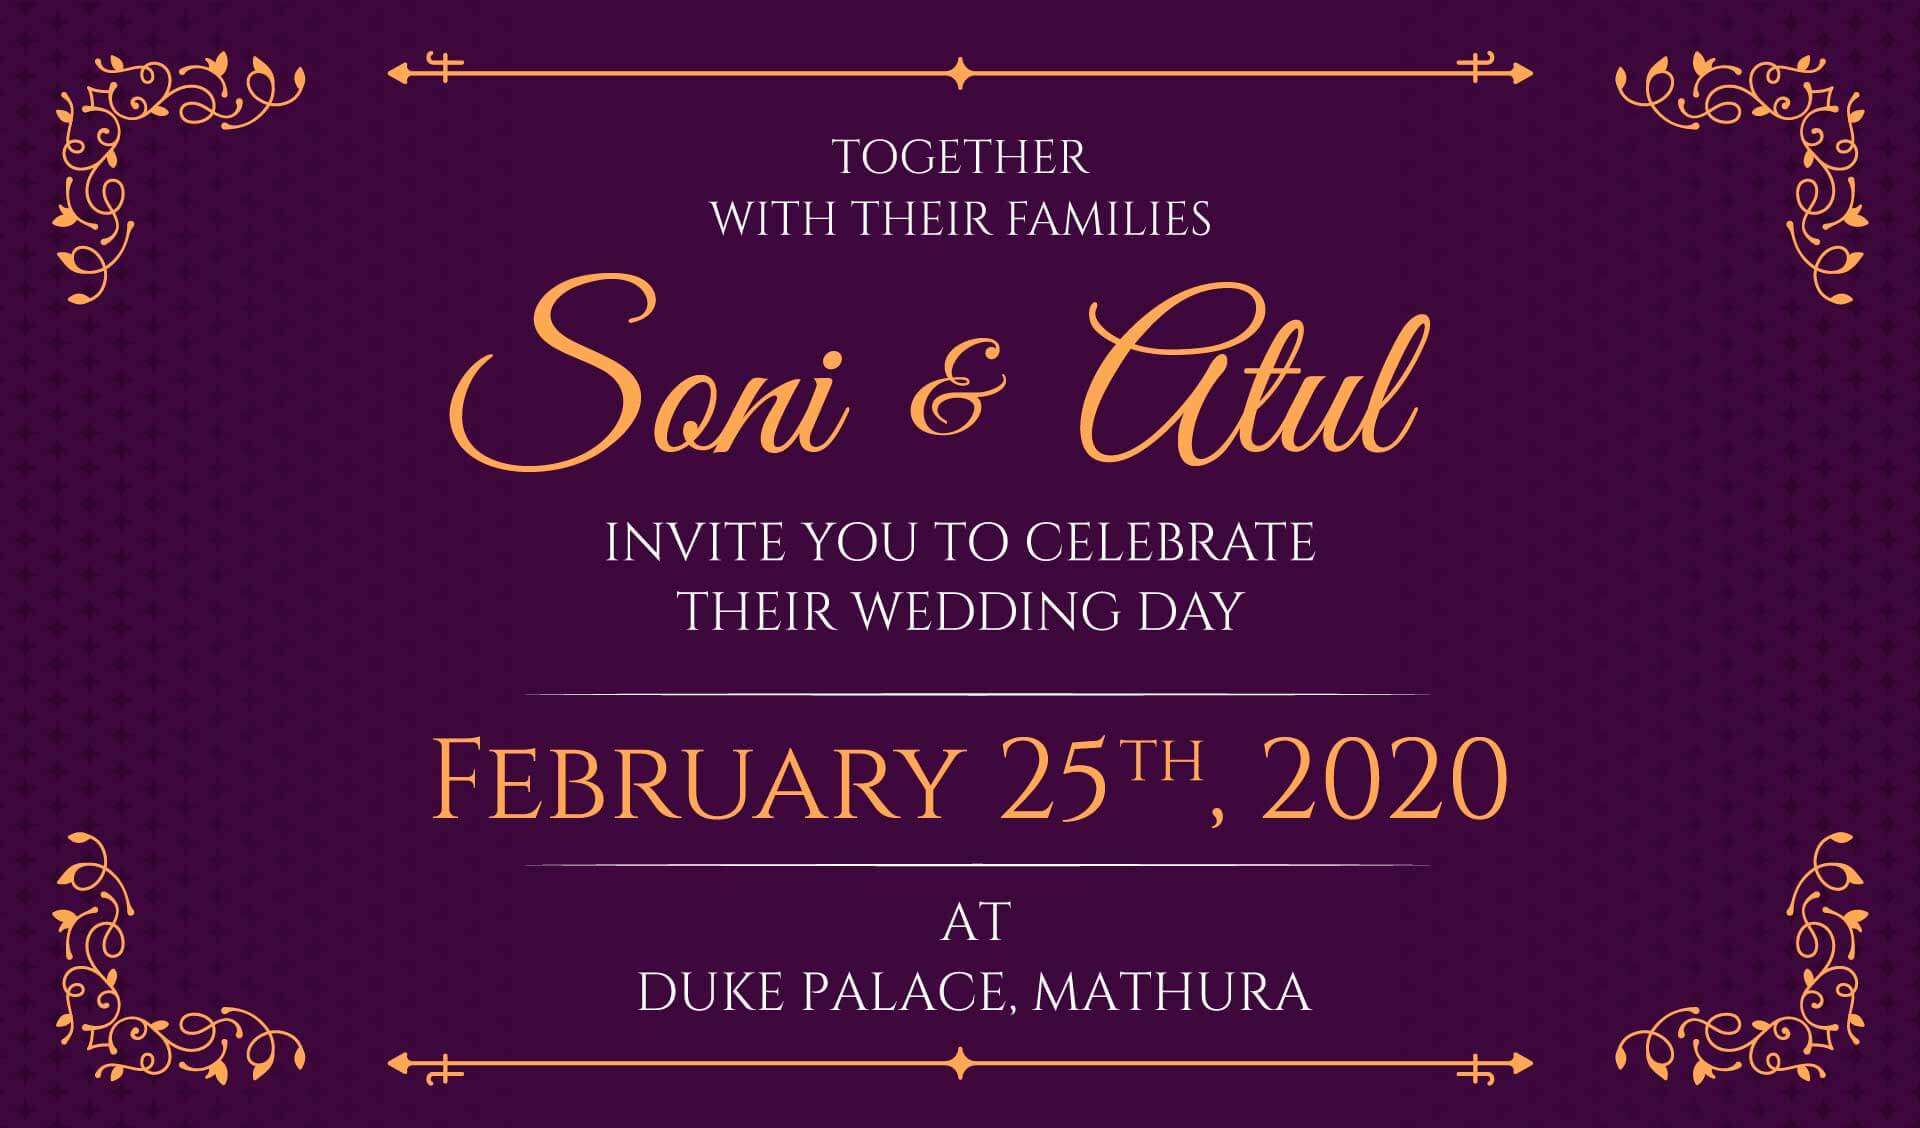 TOGETHER
WITH THEIR FAMILIES
Soni & Atul
INVITE YOU TO CELEBRATE
THEIR WEDDING DAY
FEBRUARY 25TH, 2020
AT
DUKE PALACE, MATHURA